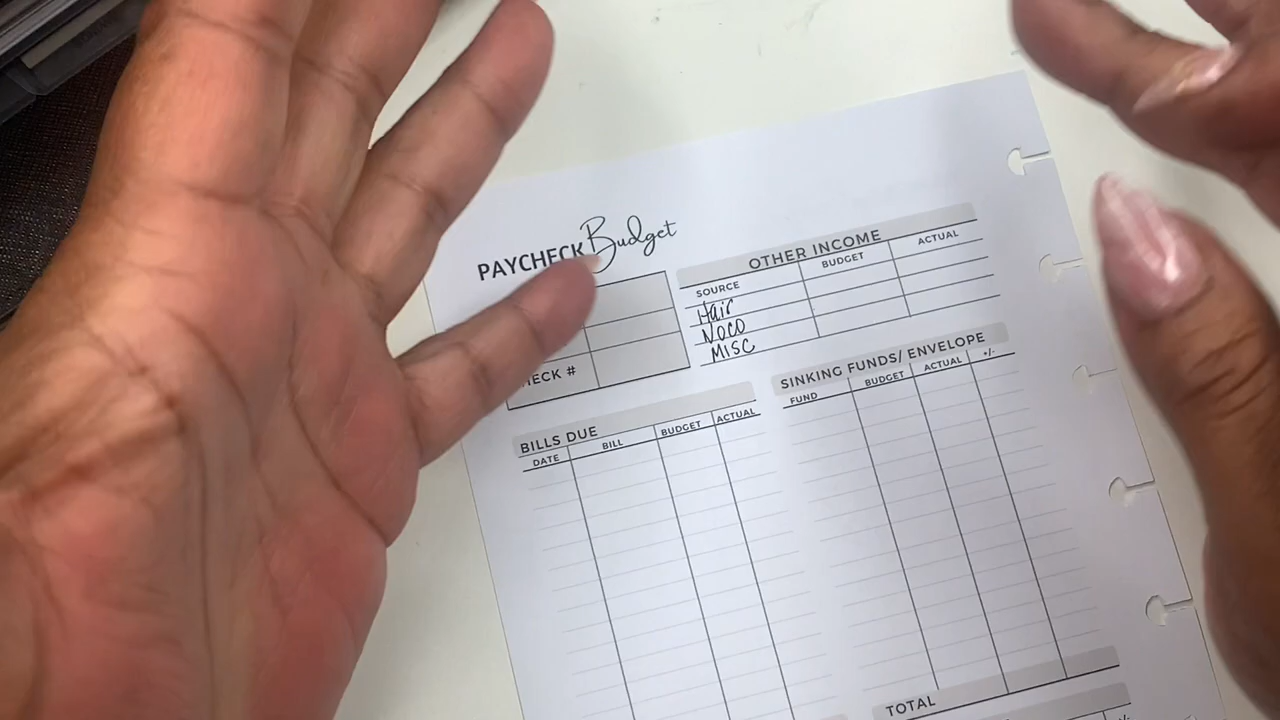 PAYCHECK Budget
HECK #
OTHER INCOME
SOURCE BUDGET ACTUAL
Hair
NOCO
MISC
SINKING FUNDS/ ENVELOPE
FUND BUDGET ACTUAL +/-
BILLS DUE
DATE BILL BUDGET ACTUAL
TOTAL